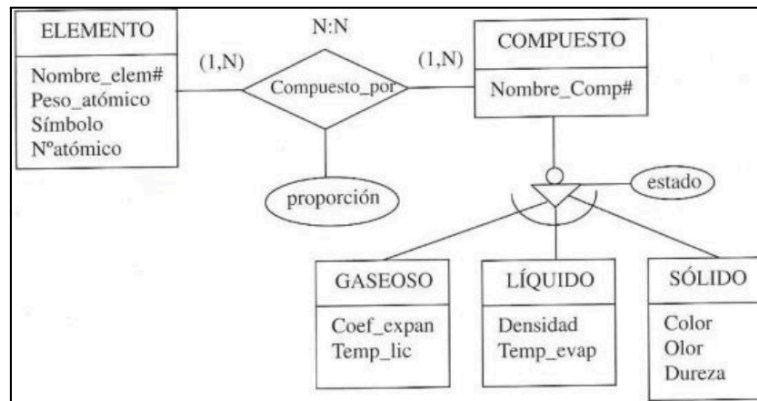 ELEMENTO
Nombre_elem#
Peso_atómico
Símbolo
Nºatómico
(1,N)
N:N
Compuesto_por
(1,N)
proporción
COMPUESTO
Nombre_Comp#
estado
GASEOSO
Coef_expan
Temp_lic
LÍQUIDO
Densidad
Temp_evap
SÓLIDO
Color
Olor
Dureza